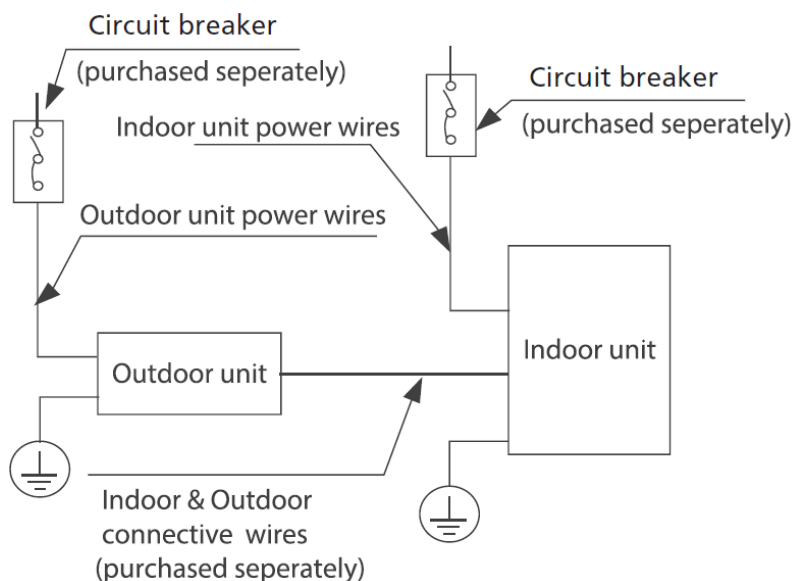 Circuit breaker
(purchased seperately)
Circuit breaker
(purchased seperately)
Indoor unit power wires
Outdoor unit power wires
Indoor unit
Outdoor unit
Indoor & Outdoor
connective wires
(purchased seperately)